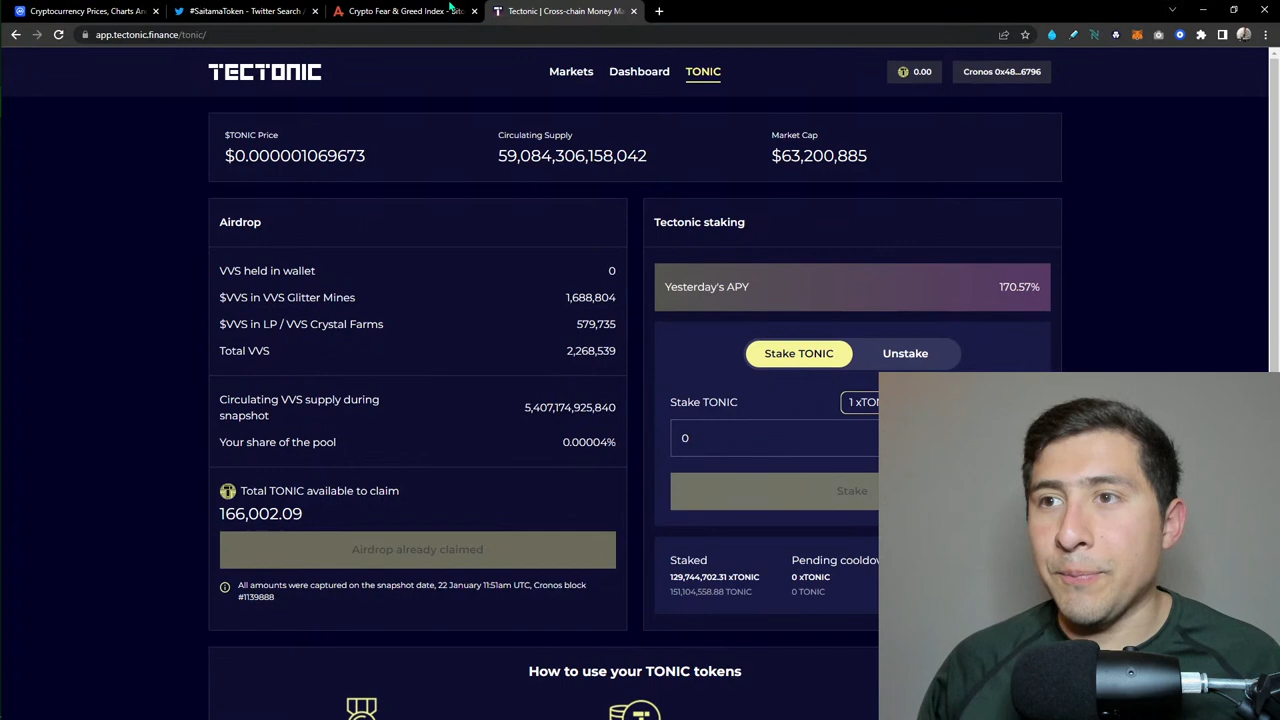 Cryptocurrency Prices, Charts An
#SaitamaToken - Twitter Search /
Crypto Fear & Greed Index - Bitc
Tectonic | Cross-chain Money Ma
app.tectonic.finance/tonic/
TECTONIC
Markets
Dashboard
TONIC
0.00
Cronos 0x48...6796
$TONIC Price
Circulating Supply
Market Cap
$0.000001069673
59,084,306,158,042
$63,200,885
Airdrop
VVS held in wallet
0
$VVS in VVS Glitter Mines
1,688,804
$VVS in LP / VVS Crystal Farms
579,735
Total VVS
2,268,539
Circulating VVS supply during
snapshot
5,407,174,925,840
Your share of the pool
0.00004%
Total TONIC available to claim
166,002.09
Airdrop already claimed
All amounts were captured on the snapshot date, 22 January 11:51am UTC, Cronos block
#1139888
Tectonic staking
Yesterday's APY
170.57%
Stake TONIC
Unstake
Stake TONIC
1 xTON
0
Stake
Staked
129,744,702.31 xTONIC
151,104,558.88 TONIC
Pending cooldow
0 xTONIC
0 TONIC
How to use your TONIC tokens